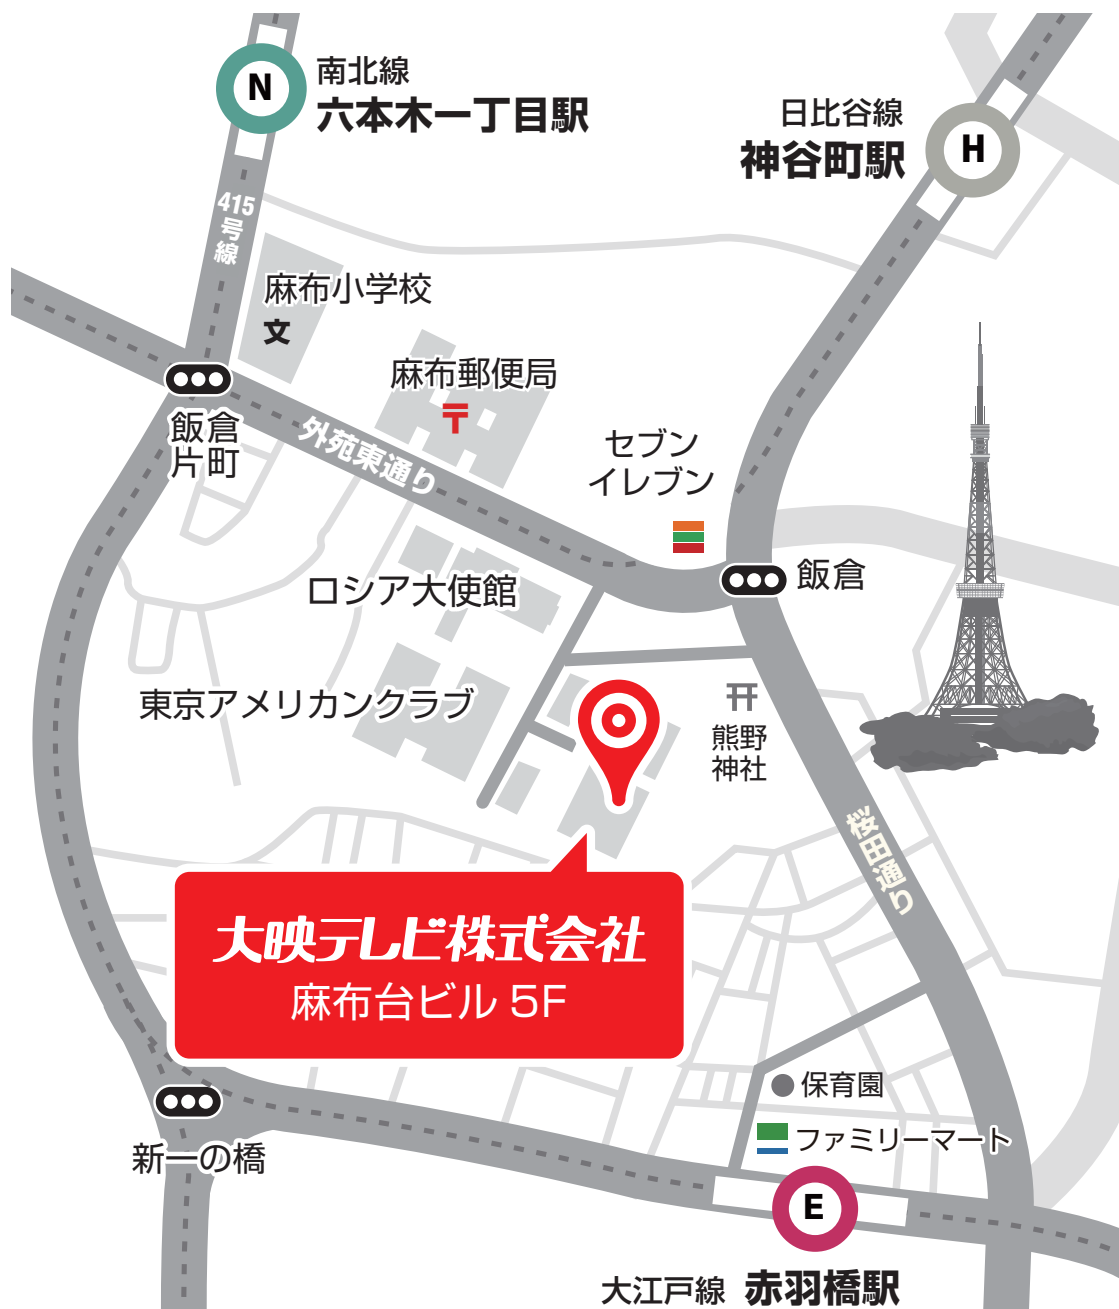 N
南北線
六本木一丁目駅
日比谷線
神谷町駅
H
415
号
線
麻布小学校
文
麻布郵便局
〒
飯倉
片町
外苑東通り
セブン
イレブン
飯倉
ロシア大使館
東京アメリカンクラブ
熊野
神社
桜田通り
大映テレビ株式会社
麻布台ビル 5F
保育園
ファミリーマート
新一の橋
E
大江戸線 赤羽橋駅